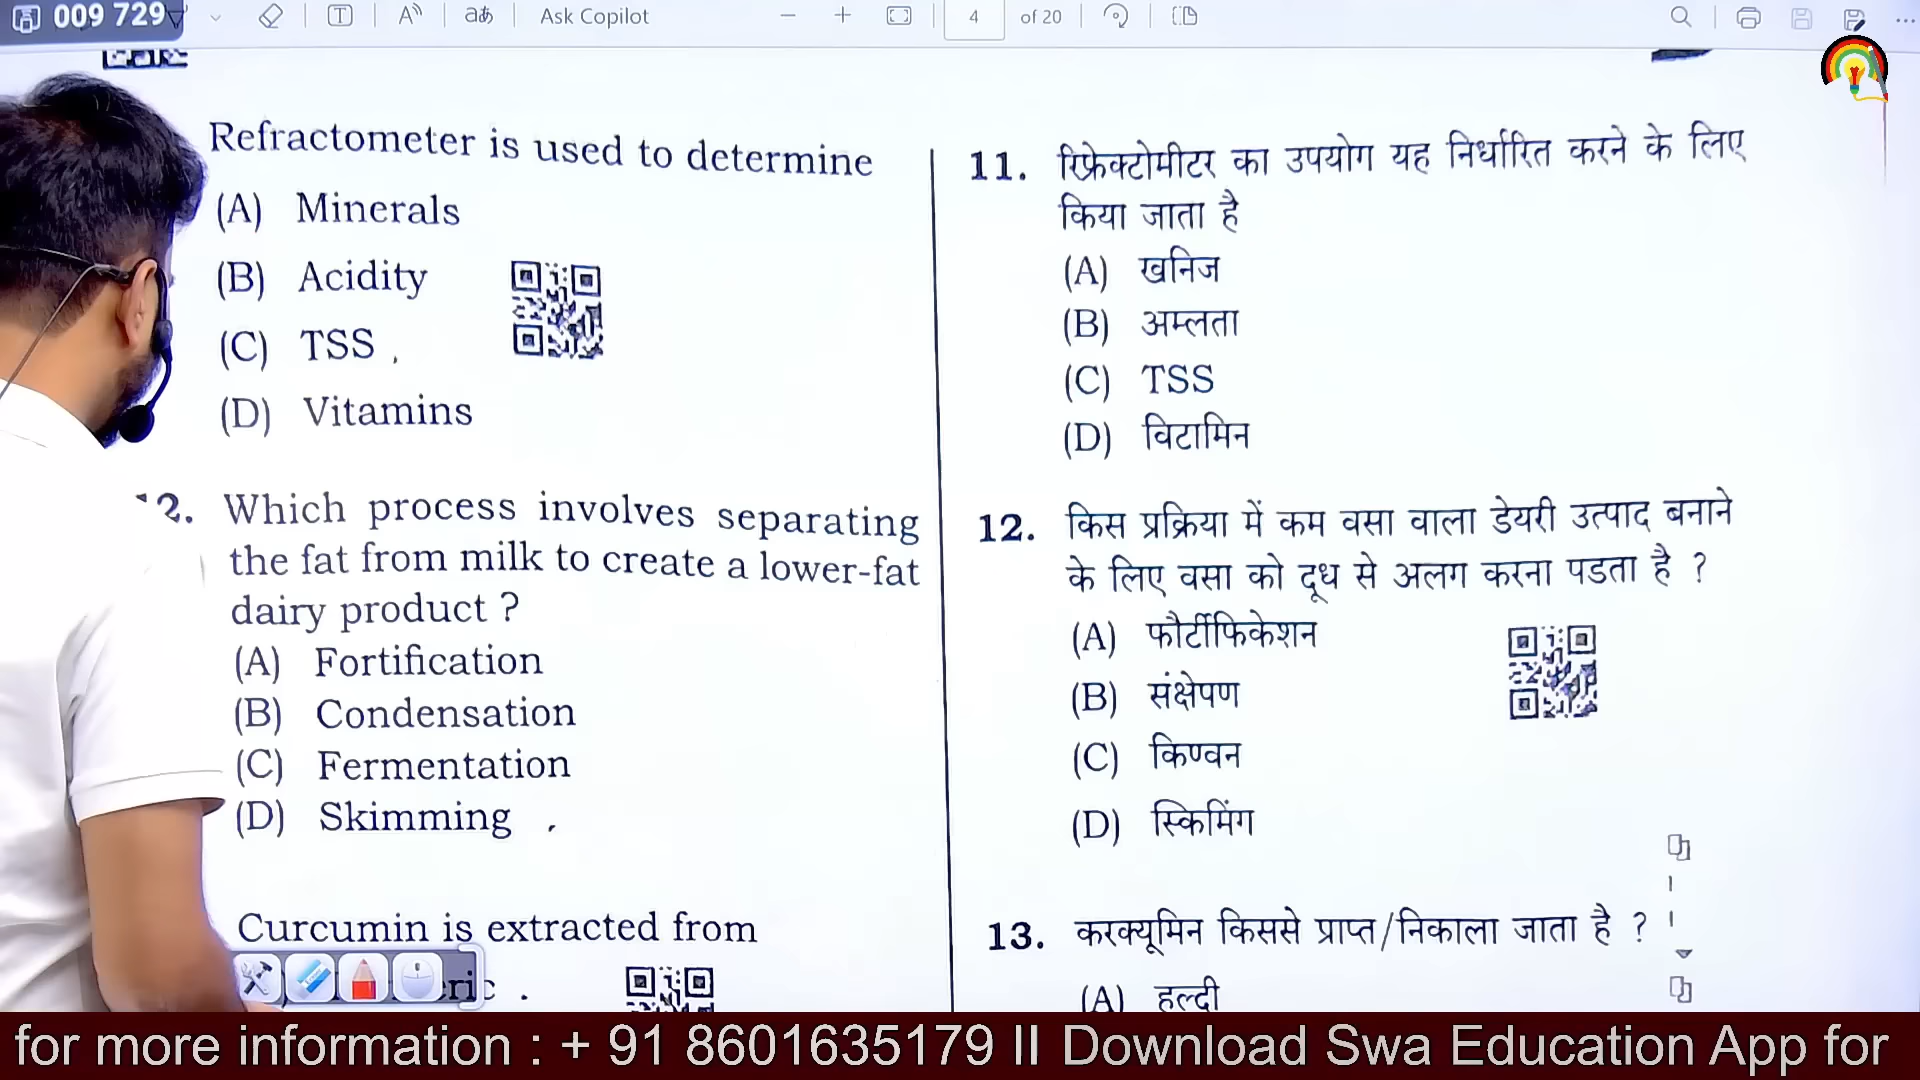 009 729
Ask Copilot
4 of 20
Refractometer is used to determine
(A) Minerals
(B) Acidity
(C) TSS
(D) Vitamins
12. Which process involves separating
the fat from milk to create a lower-fat
dairy product ?
(A) Fortification
(B) Condensation
(C) Fermentation
(D) Skimming
Curcumin is extracted from
11. रिफ्रेक्टोमीटर का उपयोग यह निर्धारित करने के लिए
किया जाता है
(A) खनिज
(B) अम्लता
(C) TSS
(D) विटामिन
12. किस प्रक्रिया में कम वसा वाला डेयरी उत्पाद बनाने
के लिए वसा को दूध से अलग करना पडता है ?
(A) फौर्टीफिकेशन
(B) संक्षेपण
(C) किण्वन
(D) स्किमिंग
13. करक्यूमिन किससे प्राप्त/निकाला जाता है ?
(A) हल्दी
for more information : + 91 8601635179 II Download Swa Education App for